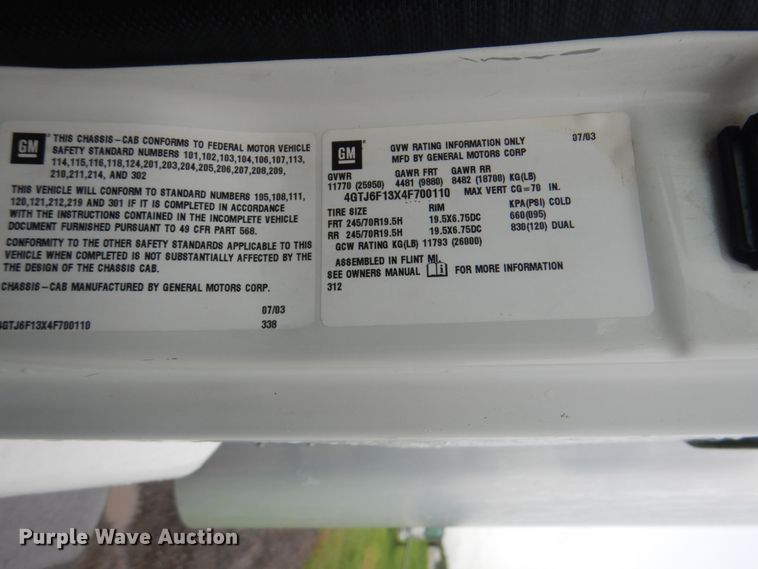 GM
THIS CHASSIS-CAB CONFORMS TO FEDERAL MOTOR VEHICLE
SAFETY STANDARD NUMBERS 101,102,103,104,106,107,113,
114,115,116,118,124,201,203,204,205,206,207,208,209,
210,211,214, AND 302
THIS VEHICLE WILL CONFORM TO STANDARD NUMBERS 105,108,111,
120,121,212,219 AND 301 IF IT IS COMPLETED IN ACCORDANCE
WITH THE INSTRUCTIONS CONTAINED IN THE INCOMPLETE VEHICLE
DOCUMENT FURNISHED PURSUANT TO 49 CFR PART 568.
CONFORMITY TO THE OTHER SAFETY STANDARDS APPLICABLE TO THIS
VEHICLE WHEN COMPLETED IS NOT SUBSTANTIALLY AFFECTED BY THE
THE DESIGN OF THE CHASSIS CAB.
CHASSIS-CAB MANUFACTURED BY GENERAL MOTORS CORP.
07/03
4GTJ6F13X4F700110 338
GM
GVW RATING INFORMATION ONLY 07/03
MFD BY GENERAL MOTORS CORP
GVWR GAWR FRT GAWR RR
11770 (25950) 4481 (9880) 8482 (18700) KG(LB)
4GTJ6F13X4F700110 MAX VERT CG=70 IN.
TIRE SIZE RIM KPA(PSI) COLD
FRT 245/70R19.5H 19.5X6.75DC 660(095)
RR 245/70R19.5H 19.5X6.75DC 830(120) DUAL
GCW RATING KG(LB) 11793 (26000)
ASSEMBLED IN FLINT MI.
SEE OWNERS MANUAL FOR MORE INFORMATION
312
Purple Wave Auction